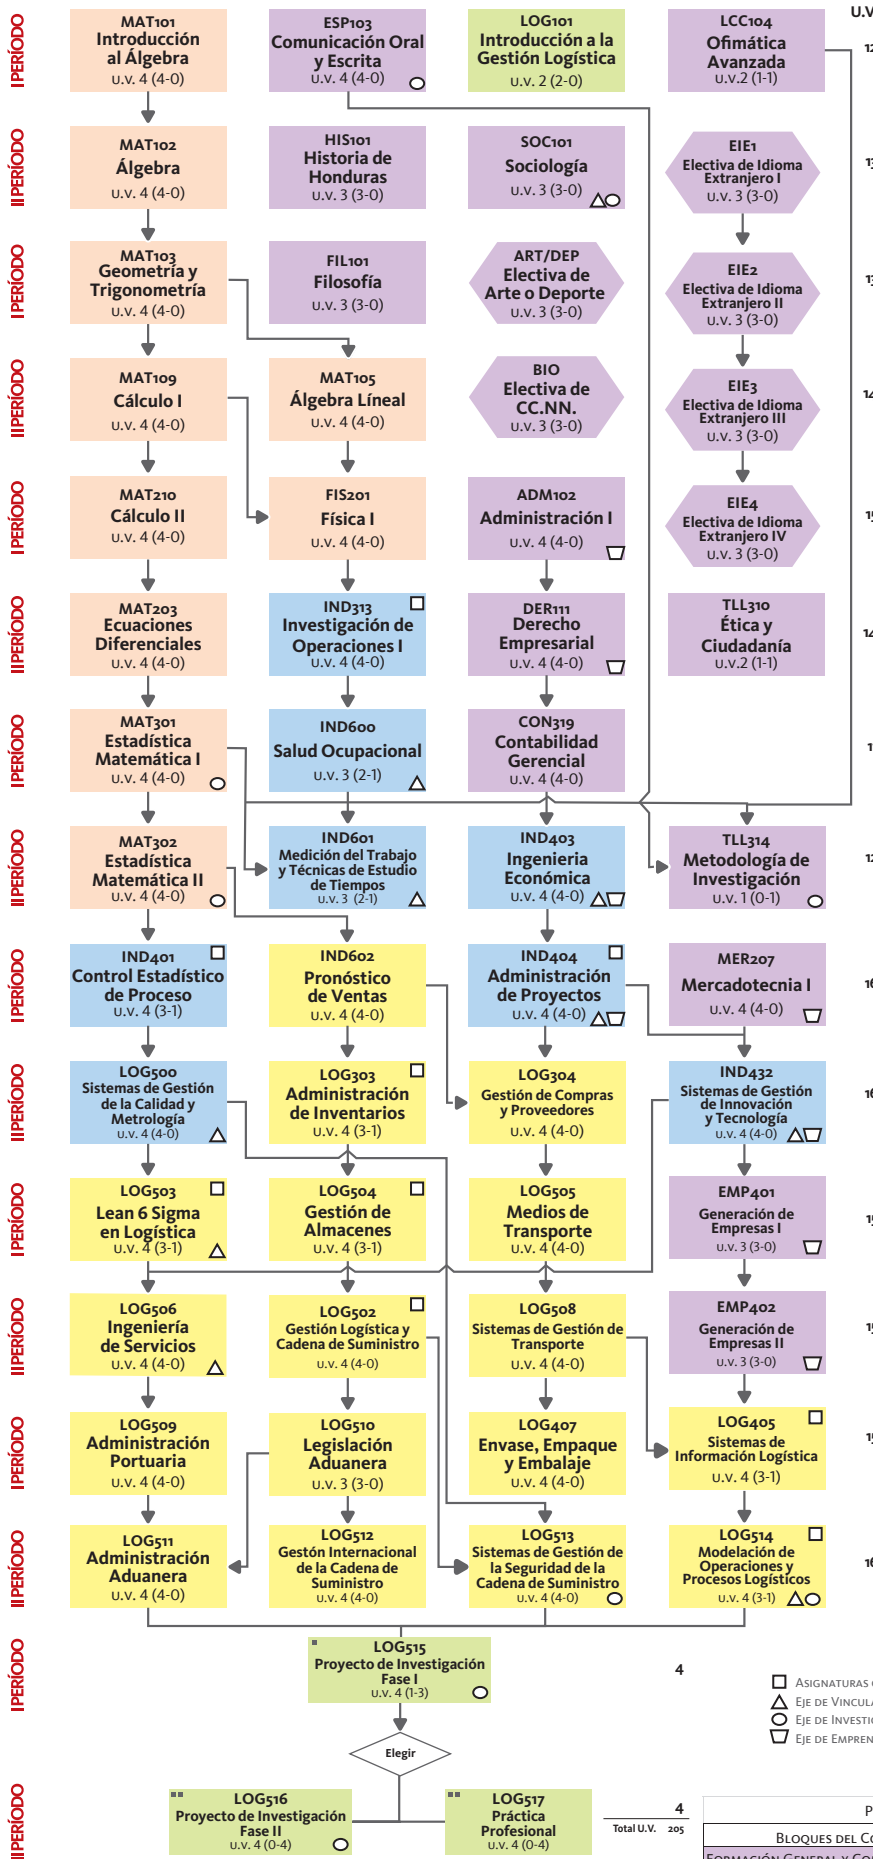 U.V
I PERÍODO
MAT101
Introducción
al Álgebra
u.v. 4 (4-0)
ESP103
Comunicación Oral
y Escrita
u.v. 4 (4-0)
LOG101
Introducción a la
Gestión Logística
u.v. 2 (2-0)
LCC104
Ofimática
Avanzada
u.v.2 (1-1)
II PERÍODO
MAT102
Álgebra
u.v. 4 (4-0)
HIS101
Historia de
Honduras
u.v. 3 (3-0)
SOC101
Sociología
u.v. 3 (3-0)
EIE1
Electiva de Idioma
Extranjero I
u.v. 3 (3-0)
I PERÍODO
MAT103
Geometría y
Trigonometría
u.v. 4 (4-0)
FIL101
Filosofía
u.v. 3 (3-0)
ART/DEP
Electiva de
Arte o Deporte
u.v. 3 (3-0)
EIE2
Electiva de Idioma
Extranjero II
u.v. 3 (3-0)
II PERÍODO
MAT109
Cálculo I
u.v. 4 (4-0)
MAT105
Álgebra Líneal
u.v. 4 (4-0)
BIO
Electiva de
CC.NN.
u.v. 3 (3-0)
EIE3
Electiva de Idioma
Extranjero III
u.v. 3 (3-0)
I PERÍODO
MAT210
Cálculo II
u.v. 4 (4-0)
FIS201
Física I
u.v. 4 (4-0)
ADM102
Administración I
u.v. 4 (4-0)
EIE4
Electiva de Idioma
Extranjero IV
u.v. 3 (3-0)
II PERÍODO
MAT203
Ecuaciones
Diferenciales
u.v. 4 (4-0)
IND313
Investigación de
Operaciones I
u.v. 4 (4-0)
DER111
Derecho
Empresarial
u.v. 4 (4-0)
TLL310
Ética y
Ciudadanía
u.v.2 (1-1)
I PERÍODO
MAT301
Estadística
Matemática I
u.v. 4 (4-0)
IND600
Salud Ocupacional
u.v. 3 (2-1)
CON319
Contabilidad
Gerencial
u.v. 4 (4-0)
II PERÍODO
MAT302
Estadística
Matemática II
u.v. 4 (4-0)
IND601
Medición del Trabajo
y Técnicas de Estudio
de Tiempos
u.v. 3 (2-1)
IND403
Ingenieria
Económica
u.v. 4 (4-0)
TLL314
Metodología de
Investigación
u.v. 1 (0-1)
I PERÍODO
IND401
Control Estadístico
de Proceso
u.v. 4 (3-1)
IND602
Pronóstico
de Ventas
u.v. 4 (4-0)
IND404
Administración
de Proyectos
u.v. 4 (4-0)
MER207
Mercadotecnia I
u.v. 4 (4-0)
II PERÍODO
LOG500
Sistemas de Gestión
de la Calidad y
Metrología
u.v. 4 (4-0)
LOG303
Administración
de Inventarios
u.v. 4 (3-1)
LOG304
Gestión de Compras
y Proveedores
u.v. 4 (4-0)
IND432
Sistemas de Gestión
de Innovación
y Tecnología
u.v. 4 (4-0)
I PERÍODO
LOG503
Lean 6 Sigma
en Logística
u.v. 4 (3-1)
LOG504
Gestión de
Almacenes
u.v. 4 (3-1)
LOG505
Medios de
Transporte
u.v. 4 (4-0)
EMP401
Generación de
Empresas I
u.v. 3 (3-0)
II PERÍODO
LOG506
Ingeniería
de Servicios
u.v. 4 (4-0)
LOG502
Gestión Logística y
Cadena de Suministro
u.v. 4 (4-0)
LOG508
Sistemas de Gestión de
Transporte
u.v. 4 (4-0)
EMP402
Generación de
Empresas II
u.v. 3 (3-0)
I PERÍODO
LOG509
Administración
Portuaria
u.v. 4 (4-0)
LOG510
Legislación
Aduanera
u.v. 3 (3-0)
LOG407
Envase, Empaque
y Embalaje
u.v. 4 (4-0)
LOG405
Sistemas de
Información Logística
u.v. 4 (3-1)
II PERÍODO
LOG511
Administración
Aduanera
u.v. 4 (4-0)
LOG512
Gestón Internacional
de la Cadena de
Suministro
u.v. 4 (4-0)
LOG513
Sistemas de Gestión de
la Seguridad de la
Cadena de Suministro
u.v. 4 (4-0)
LOG514
Modelación de
Operaciones y
Procesos Logísticos
u.v. 4 (3-1)
16
I PERÍODO
LOG515
Proyecto de Investigación
Fase I
u.v. 4 (1-3)
4
Asignaturas
Eje de
Eje de
Eje de
Elegir
II PERÍODO
LOG516
Proyecto de Investigación
Fase II
u.v. 4 (0-4)
LOG517
Práctica
Profesional
u.v. 4 (0-4)
4
Total U.V. 205
P
Bloques del
Formación General y